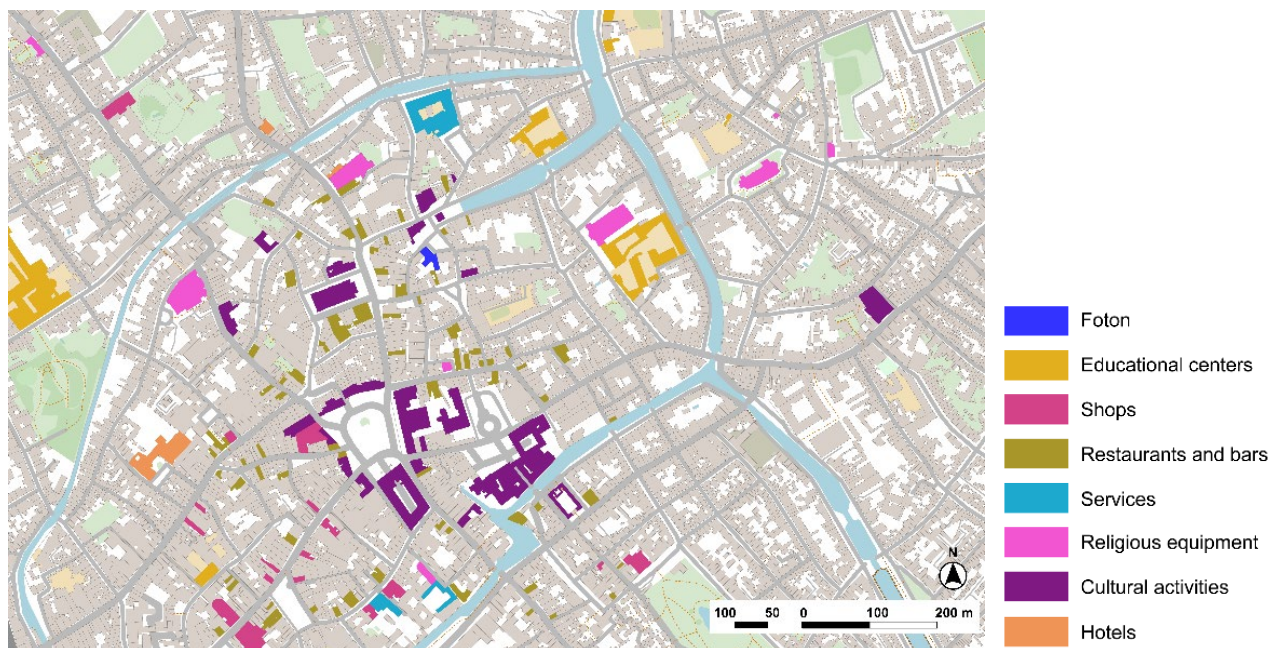 Foton
Educational centers
Shops
Restaurants and bars
Services
Religious equipment
Cultural activities
Hotels
N
100 50 0 100 200 m